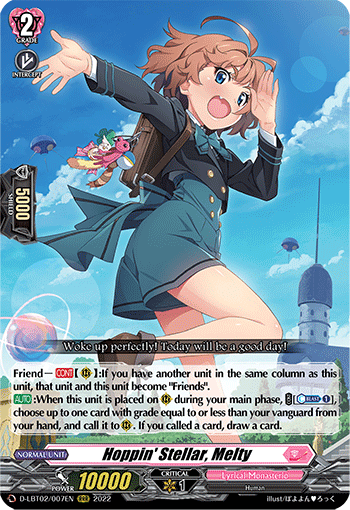 2
GRADE
INTERCEPT
5000
SHIELD
Woke up perfectly! Today will be a good day!
Friend— CONT【 】:If you have another unit in the same column as this
unit, that unit and this unit become "Friends".
AUTO:When this unit is placed on during your main phase, [COUNTER BLAST 1],
choose up to one card with grade equal to or less than your vanguard from
your hand, and call it to . If you called a card, draw a card.
NORMAL UNIT
Hoppin' Stellar, Melty
POWER 10000
CRITICAL
1
Lyrical Monasterio
Human
D-LBT02/007EN RRR 2022
illust/ぽよよん♥ろっく